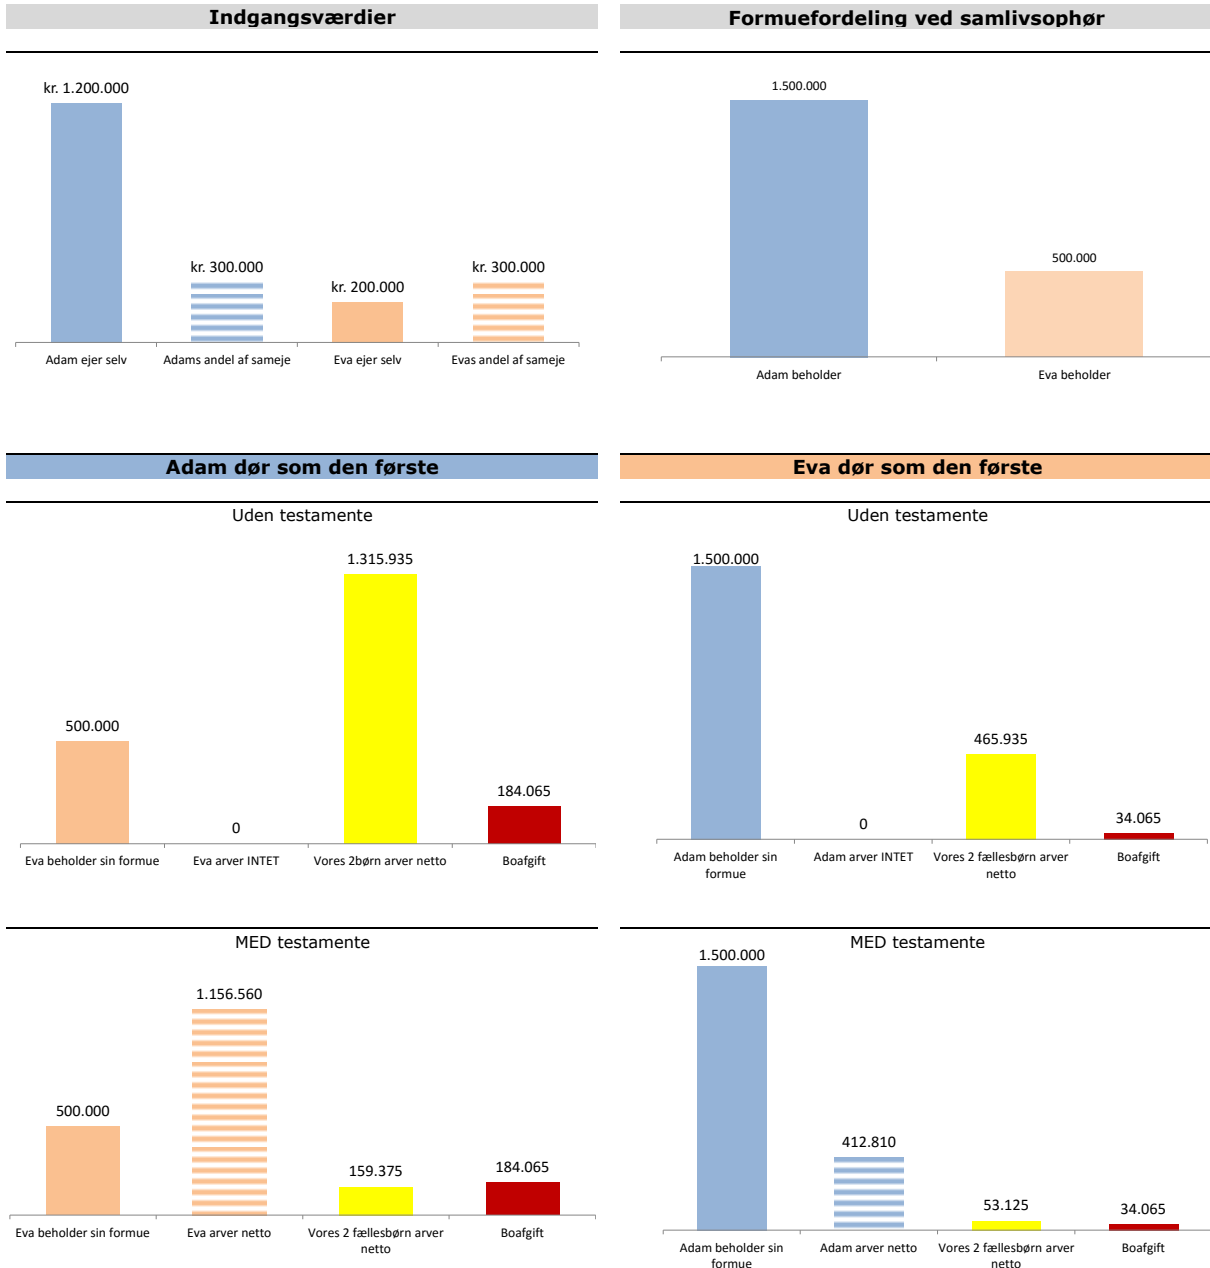 Indgangsværdier
kr. 1.200.000
kr. 300.000
kr. 200.000
kr. 300.000
Adam ejer selv
Adams andel af sameje
Eva ejer selv
Evas andel af sameje
Formuefordeling ved samlivsophør
1.500.000
500.000
Adam beholder
Eva beholder
Adam dør som den første
Uden testamente
1.315.935
500.000
0
184.065
Eva beholder sin formue
Eva arver INTET
Vores 2børn arver netto
Boafgift
Eva dør som den første
Uden testamente
1.500.000
0
465.935
34.065
Adam beholder sin
formue
Adam arver INTET
Vores 2 fællesbørn arver
netto
Boafgift
MED testamente
1.156.560
500.000
159.375
184.065
Eva beholder sin formue
Eva arver netto
Vores 2 fællesbørn arver
netto
Boafgift
MED testamente
1.500.000
412.810
53.125
34.065
Adam beholder sin
formue
Adam arver netto
Vores 2 fællesbørn arver
netto
Boafgift